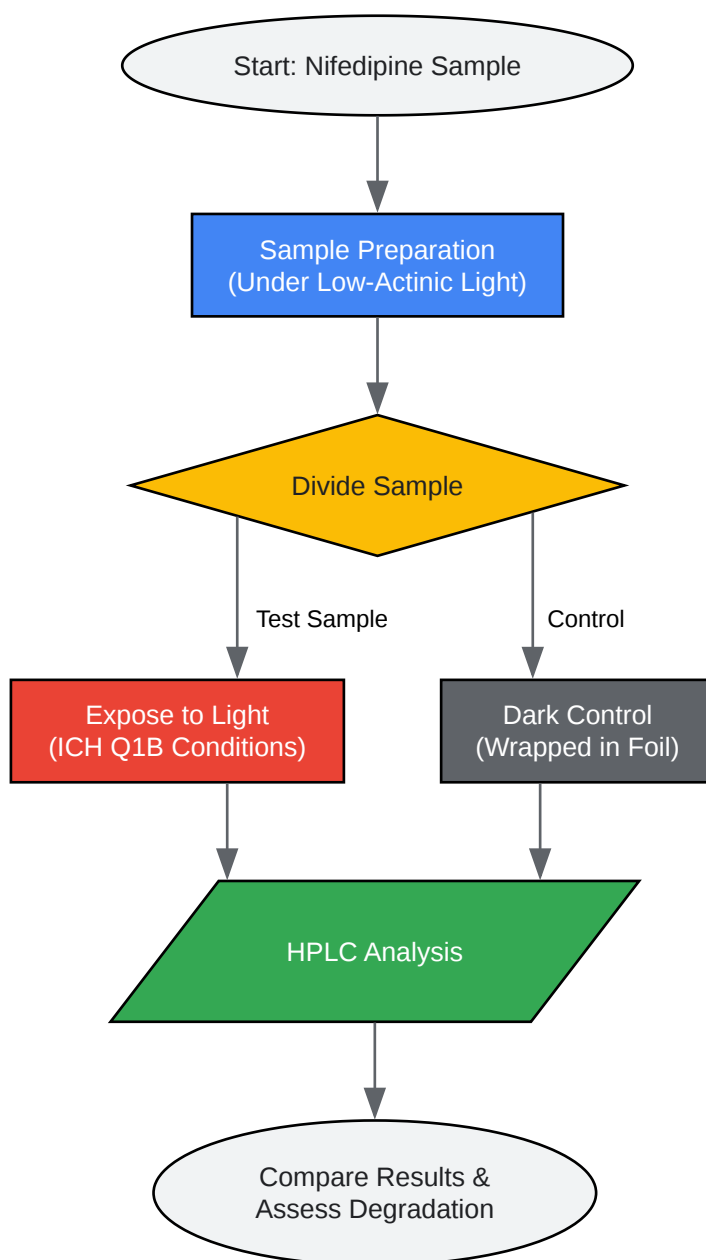 Start: Nifedipine Sample
Sample Preparation
(Under Low-Actinic Light)
Divide Sample
Test Sample
Control
Expose to Light
(ICH Q1B Conditions)
Dark Control
(Wrapped in Foil)
HPLC Analysis
Compare Results &
Assess Degradation